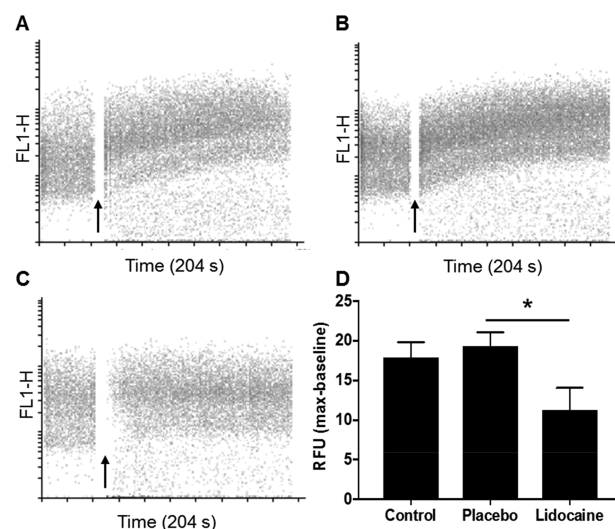 A
FL1-H
Time (204 s)
B
FL1-H
Time (204 s)
C
FL1-H
Time (204 s)
D
RFU (max-baseline)
25
20
15
10
5
0
*
Control Placebo Lidocaine